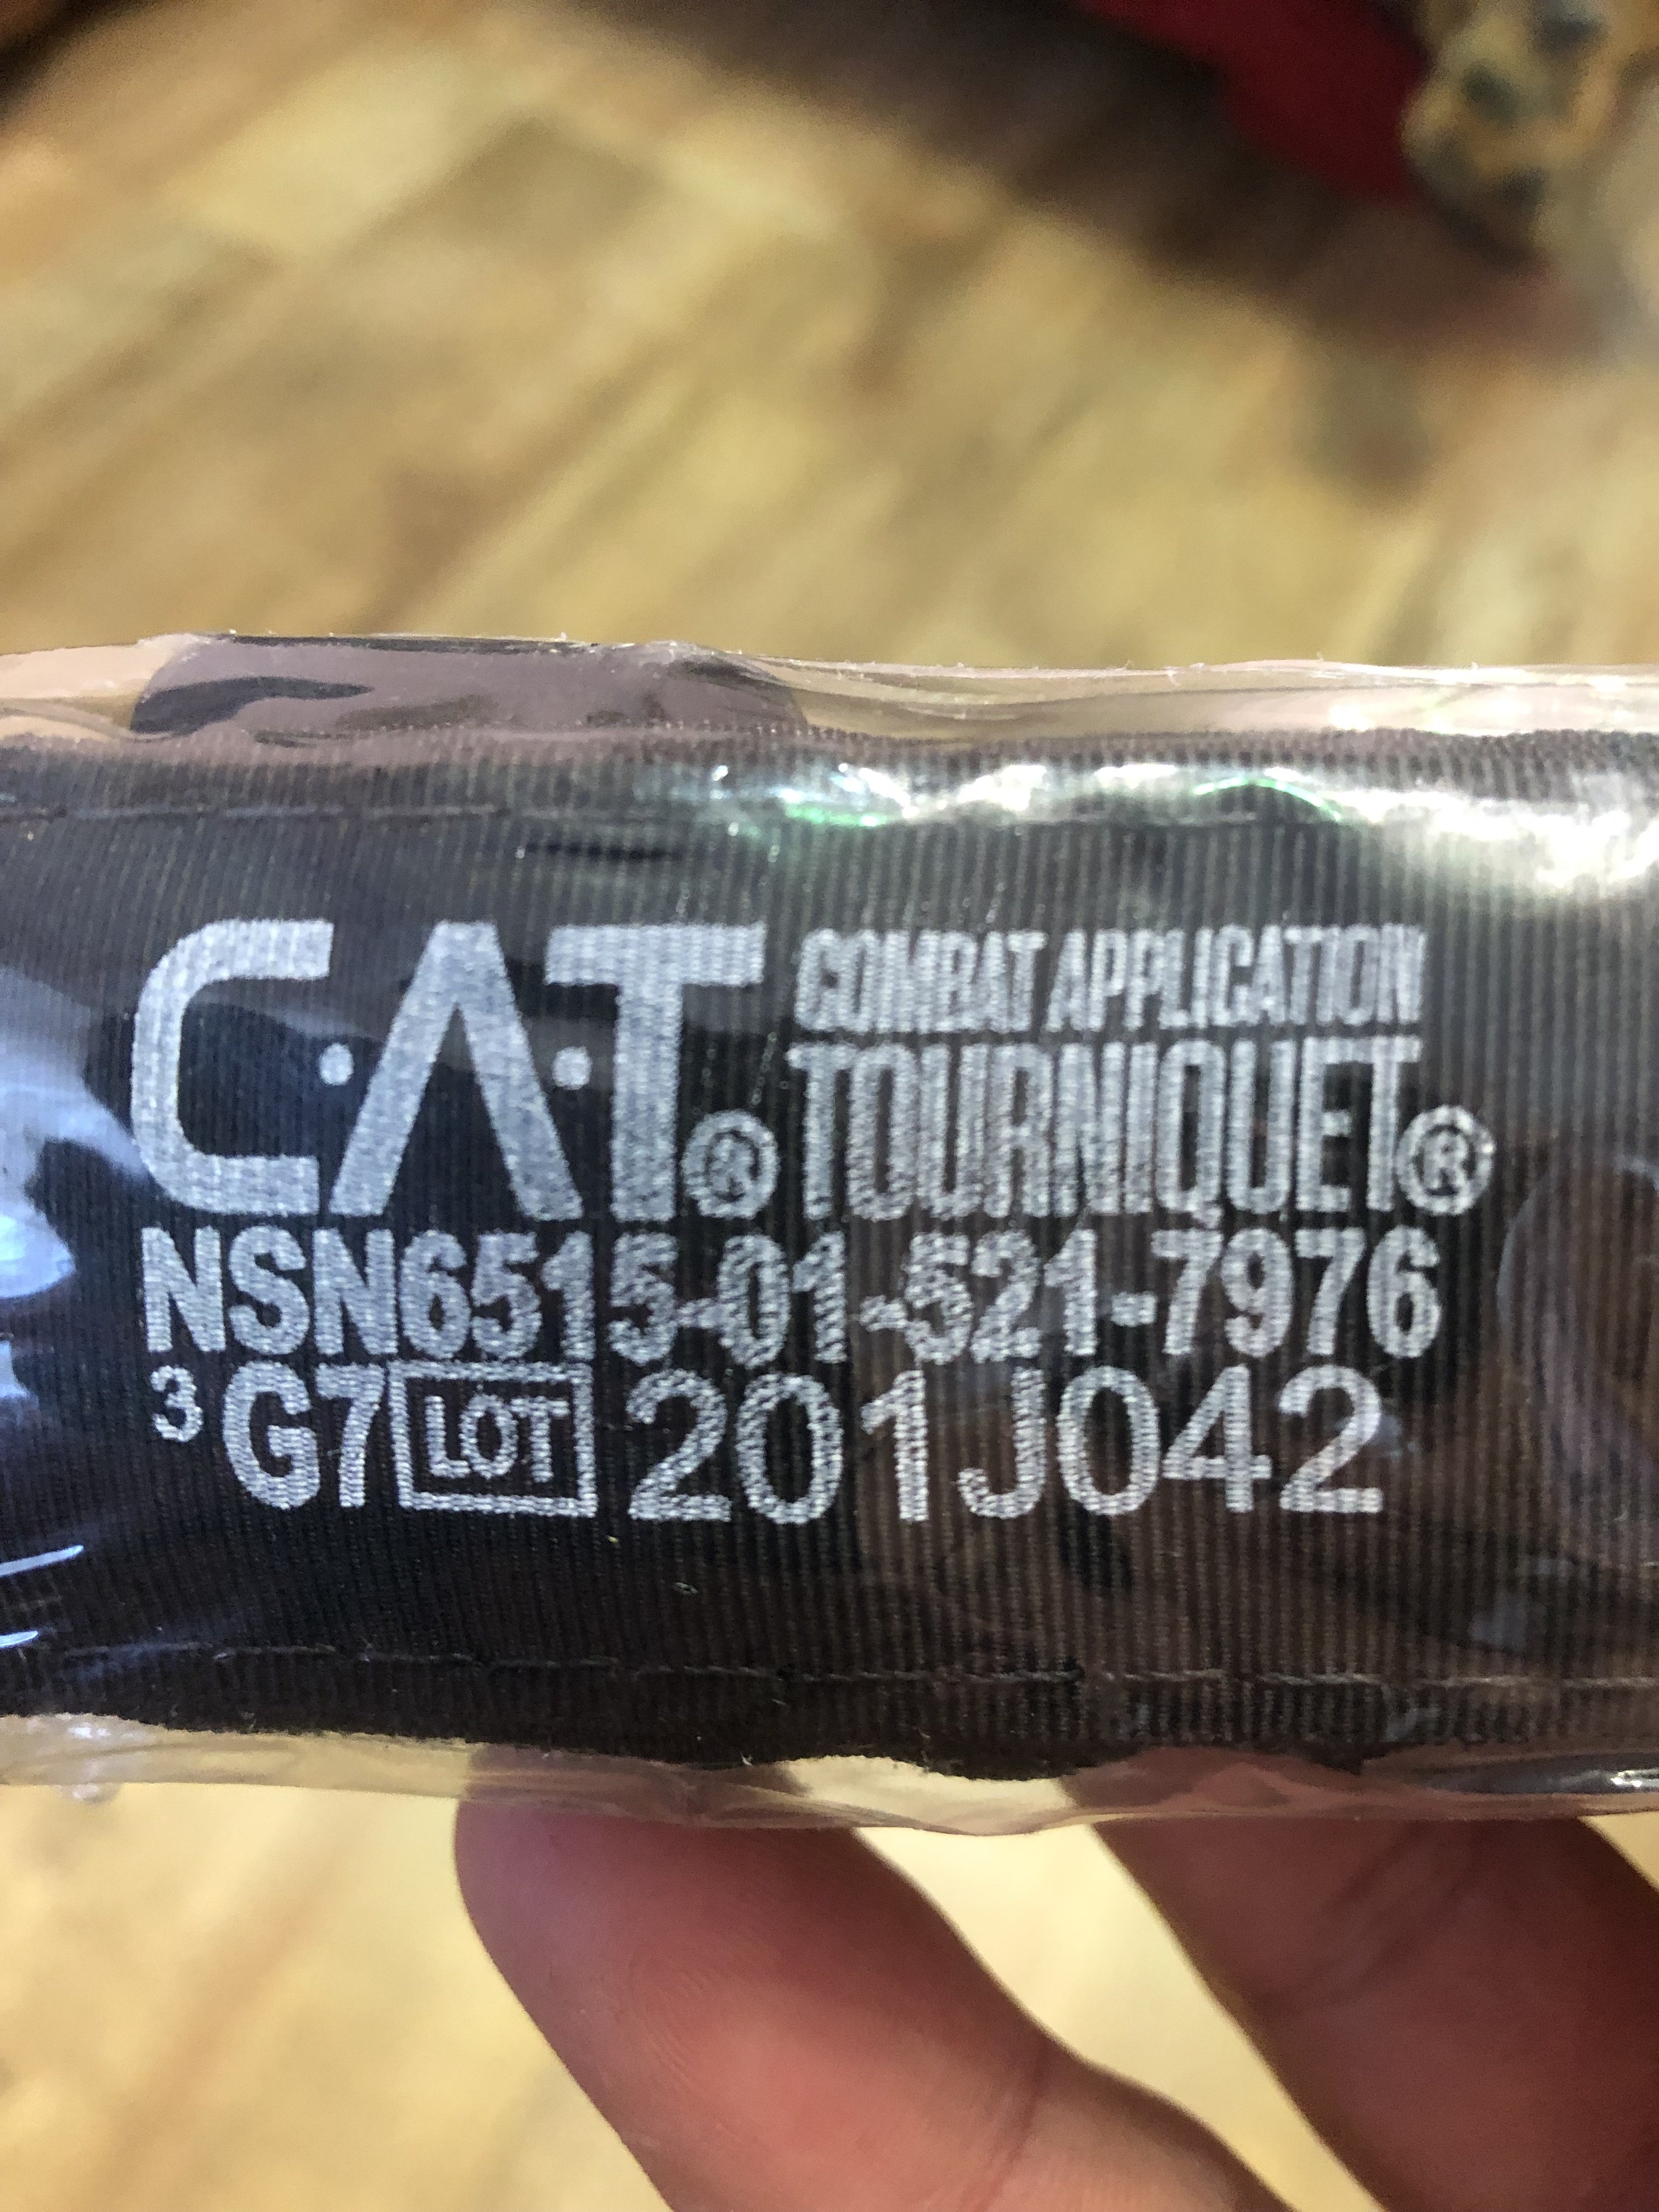 C·A·T® COMBAT APPLICATION
TOURNIQUET®
NSN6515-01-521-7976
3 G7 LOT 201J042